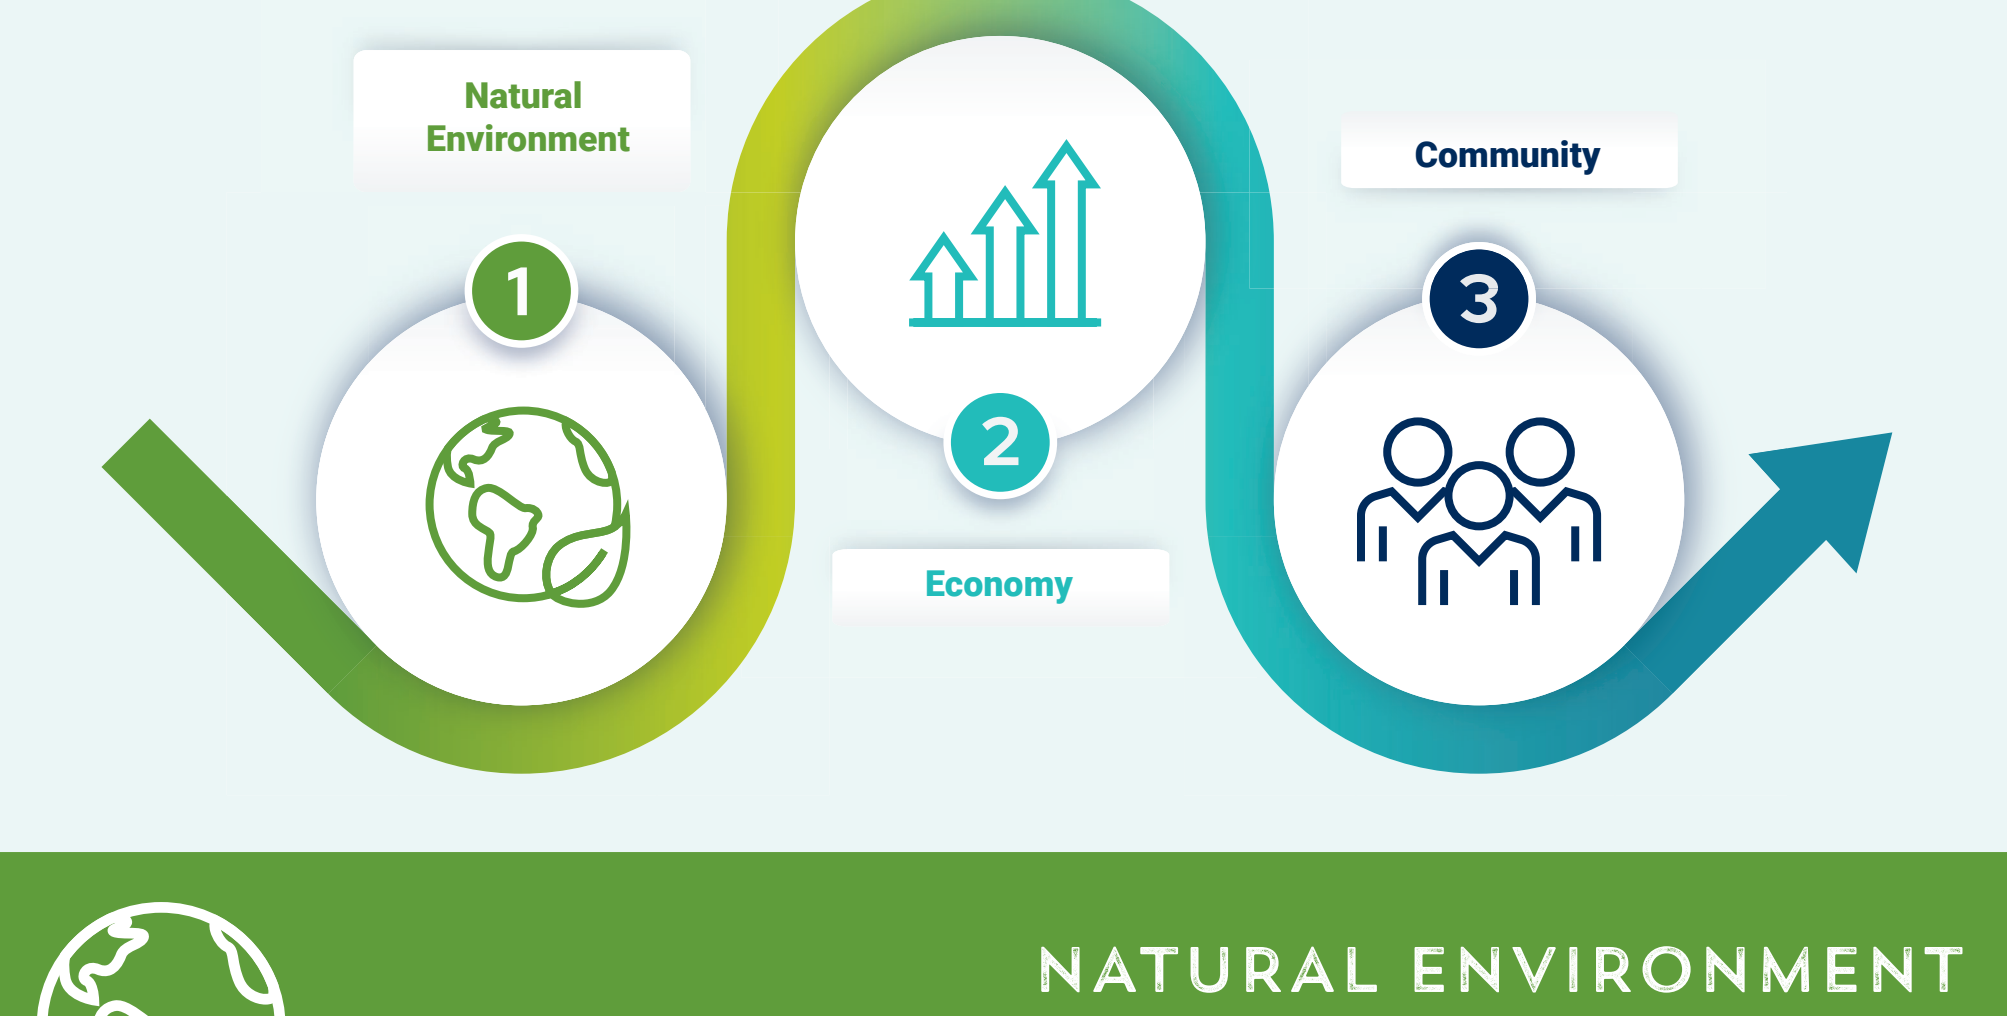 Natural
Environment
1
2
Economy
Community
3
NATURAL ENVIRONMENT